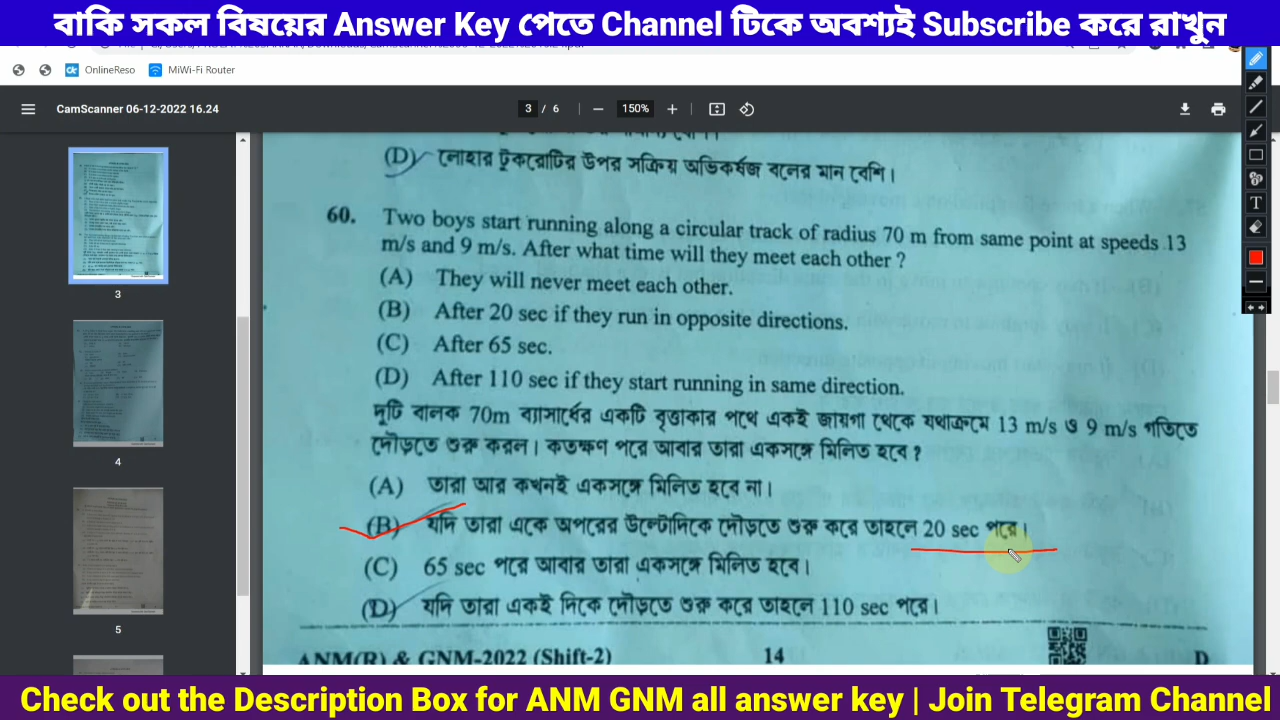 বাকি সকল বিষয়ের Answer Key পেতে Channel টিকে অবশ্যই Subscribe করে রাখুন
OnlineReso
MiWi-Fi Router
CamScanner 06-12-2022 16.24
3 / 6
150%
(D) লোহার টুকরোটির উপর সক্রিয় অভিকর্ষজ বলের মান বেশি।
60. Two boys start running along a circular track of radius 70 m from same point at speeds 13
m/s and 9 m/s. After what time will they meet each other ?
(A) They will never meet each other.
(B) After 20 sec if they run in opposite directions.
(C) After 65 sec.
(D) After 110 sec if they start running in same direction.
দুটি বালক 70m ব্যাসার্ধের একটি বৃত্তাকার পথে একই জায়গা থেকে যথাক্রমে 13 m/s ও 9 m/s গতিতে
দৌড়তে শুরু করল। কতক্ষণ পরে আবার তারা একসঙ্গে মিলিত হবে ?
(A) তারা আর কখনই একসঙ্গে মিলিত হবে না।
(B) যদি তারা একে অপরের উল্টোদিকে দৌড়তে শুরু করে তাহলে 20 sec পরে।
(C) 65 sec পরে আবার তারা একসঙ্গে মিলিত হবে।
(D) যদি তারা একই দিকে দৌড়তে শুরু করে তাহলে 110 sec পরে।
ANM(R) & GNM-2022 (Shift-2)
14
D
3
4
5
T
Check out the Description Box for ANM GNM all answer key | Join Telegram Channel